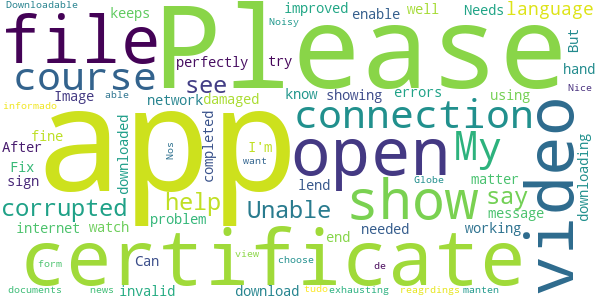 Downloadable
keeps
improved
enable
well
Needs
language
Noisy
file
Please
perfectly
try
But
course
see
Image
network
damaged
know
showing
errors
using
hand
Nice
informado
able
app
video
connection
After
fine
downloaded
Nos
completed
I'm
want
open
My
Fix
sign
Globe
matter
downloading
corrupted
help
Unable
lend
show
say
message
internet
watch
problem
needed
working
end
certificate
view
choose
de
Can
form
documents
news
invalid
download
tudo
exhausting
reagrdings
manten